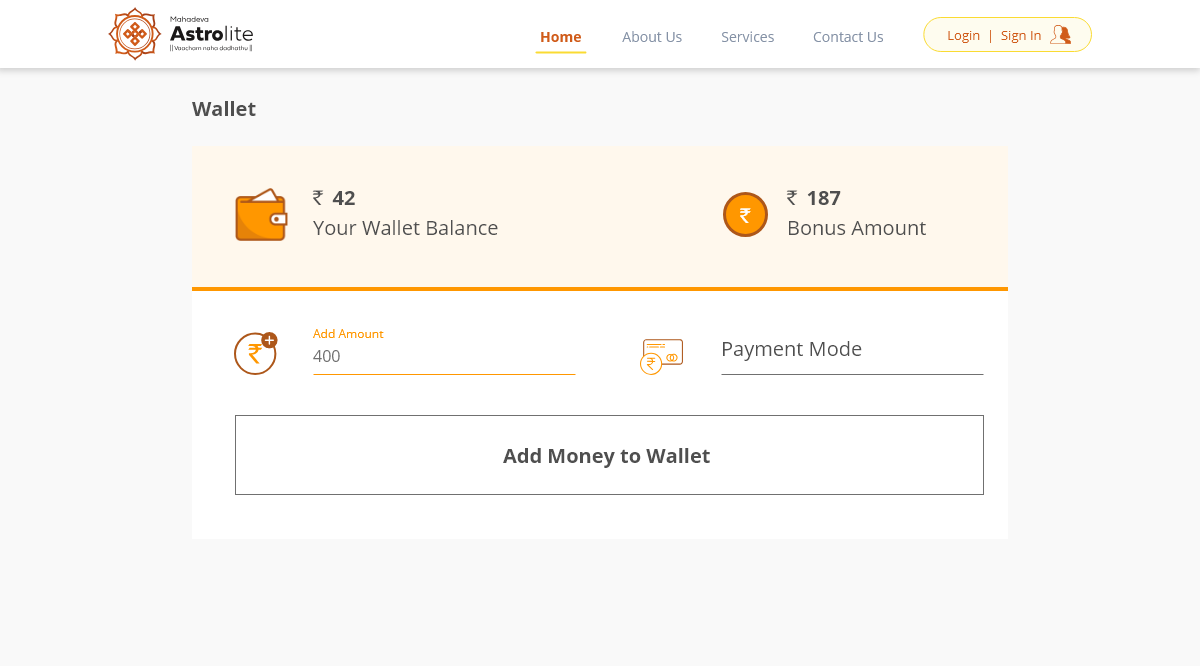 Mahadeva
Astrolite
|| Vaacham naha dadhathu ||
Home
About Us
Services
Contact Us
Login | Sign In
Wallet
₹ 42
Your Wallet Balance
₹ 187
Bonus Amount
Add Amount
400
Payment Mode
Add Money to Wallet